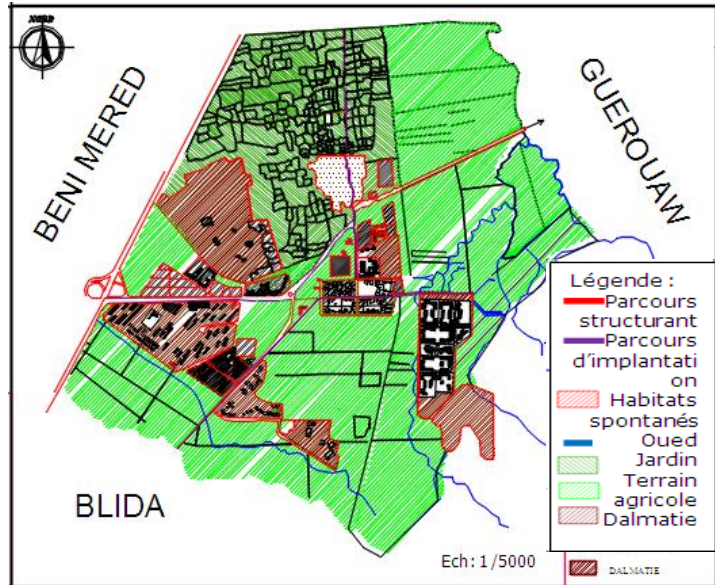 NORD
BENI MERED
GUEROUAW
BLIDA
Légende :
Parcours
structurant
Parcours
d'implantati
on
Habitats
spontanés
Oued
Jardin
Terrain
agricole
Dalmatie
Ech: 1/5000
DALMATIE